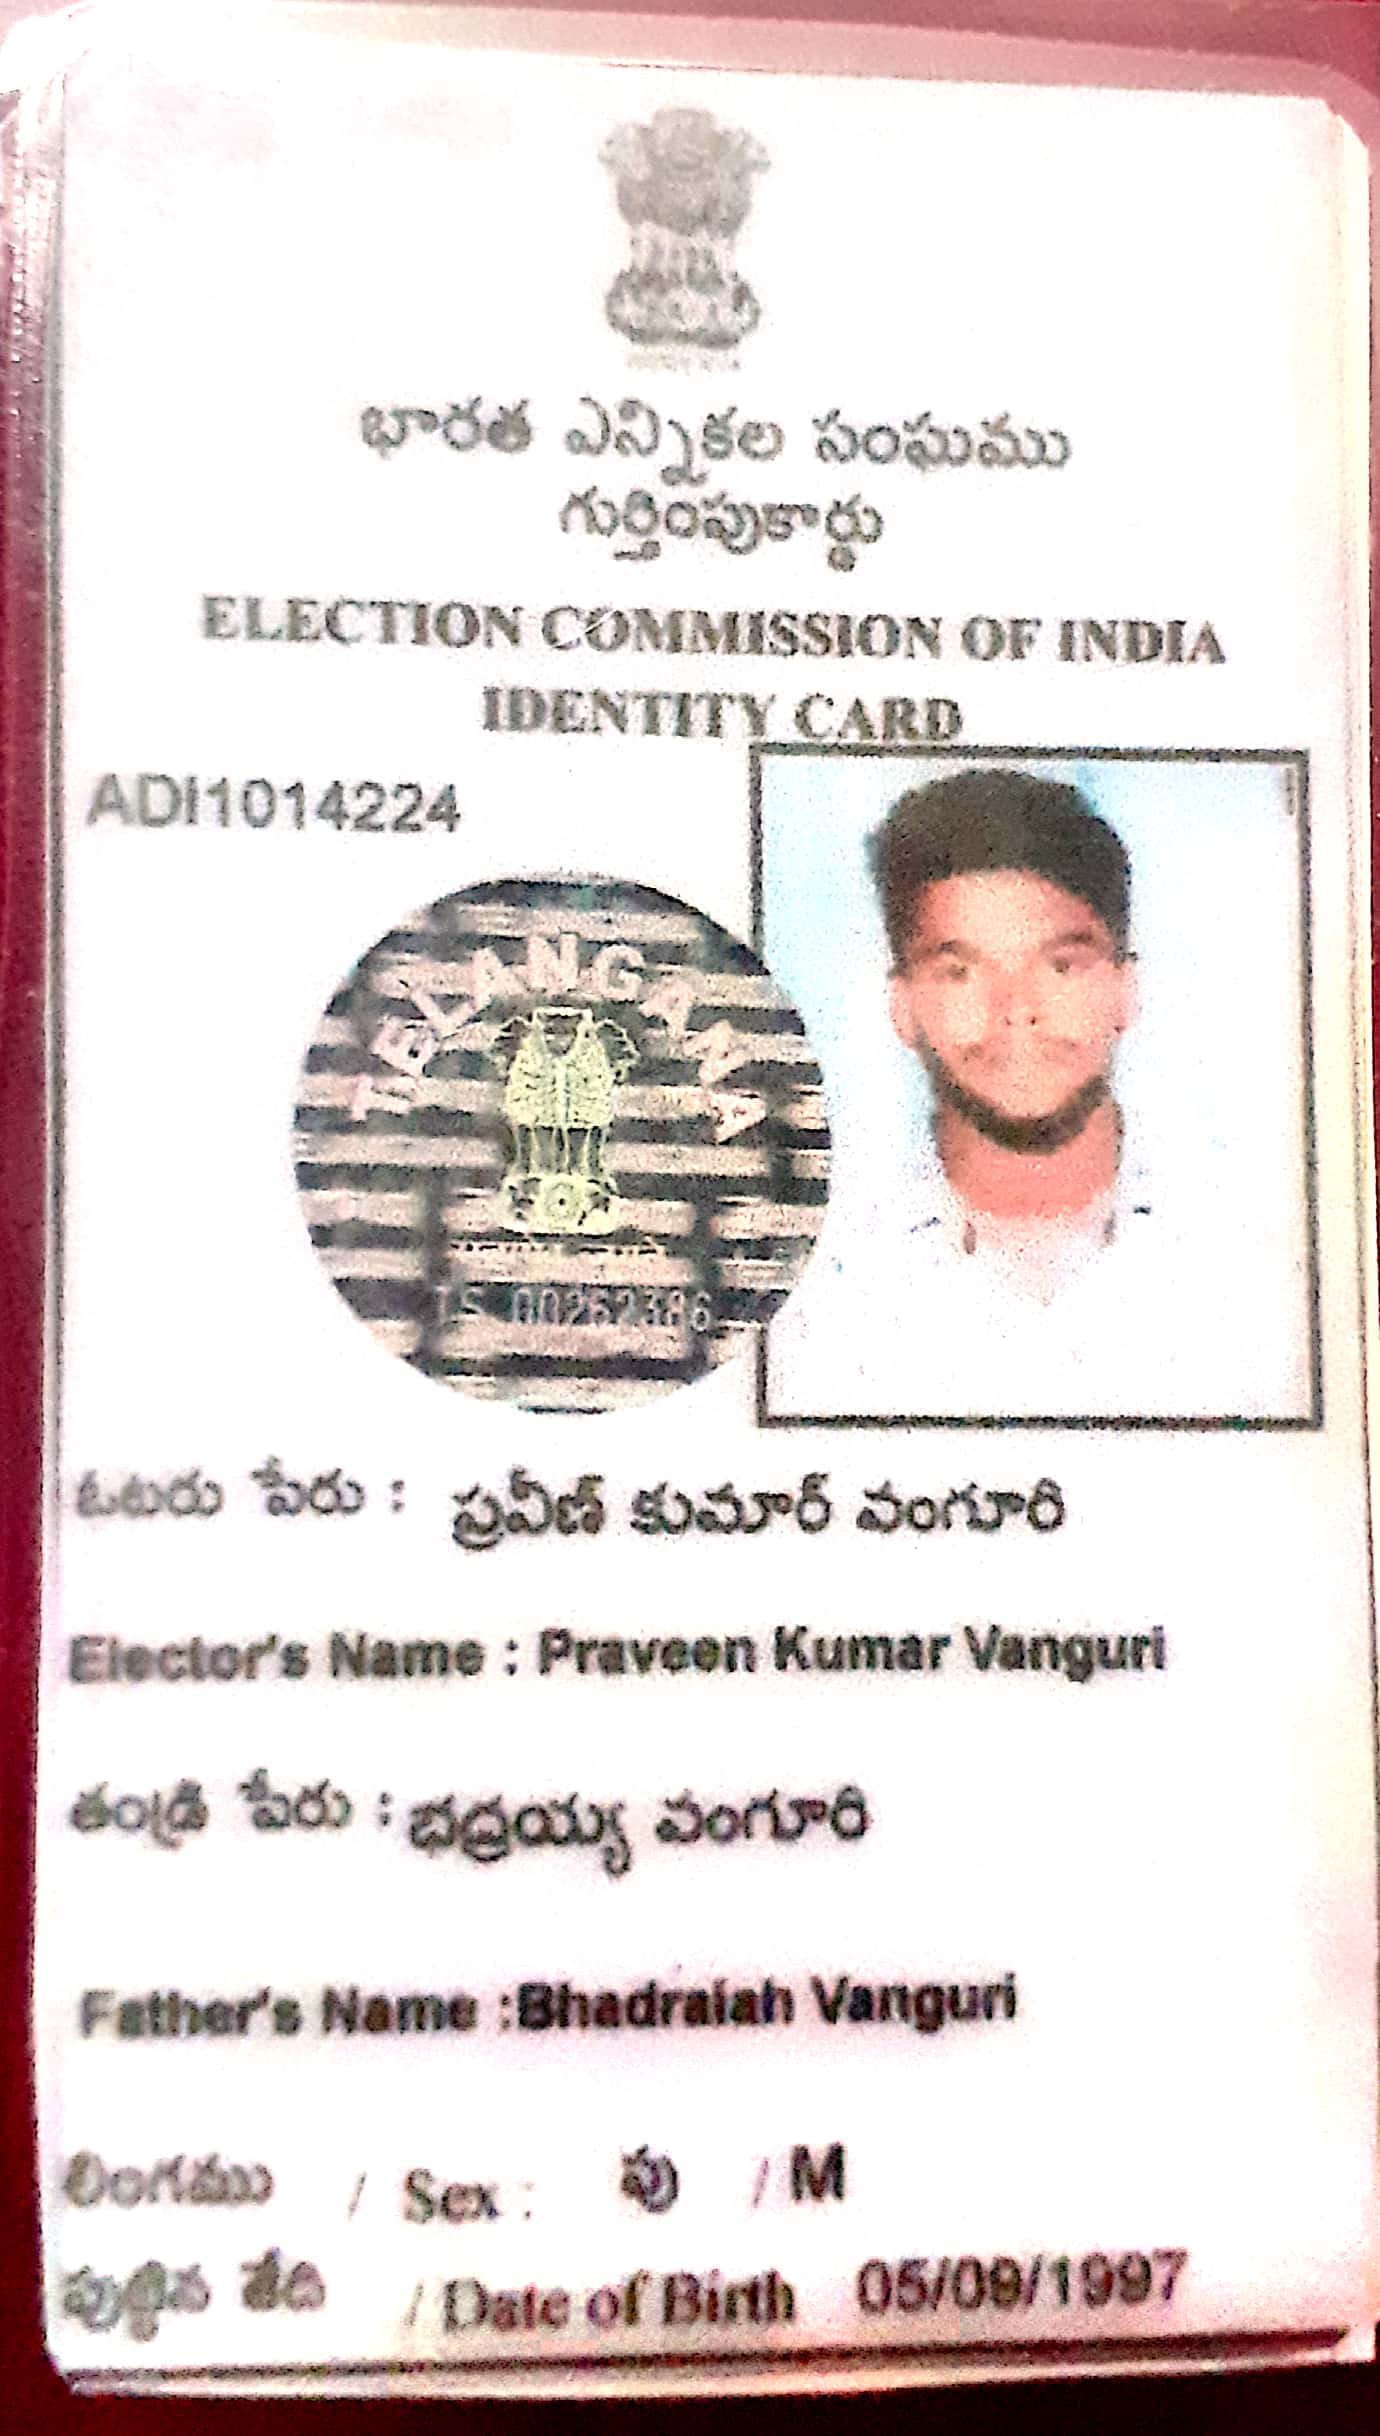 భారత ఎన్నికల సంఘము
గుర్తింపుకార్డు
ELECTION COMMISSION OF INDIA
IDENTITY CARD
ADI1014224
TELANGANA
TS 00262386
ఓటరు పేరు : ప్రవీణ్ కుమార్ వంగూరి
Elector's Name : Praveen Kumar Vanguri
తండ్రి పేరు : భద్రయ్య వంగూరి
Father's Name :Bhadraiah Vanguri
లింగము / Sex : పు / M
పుట్టిన తేది / Date of Birth 05/09/1997